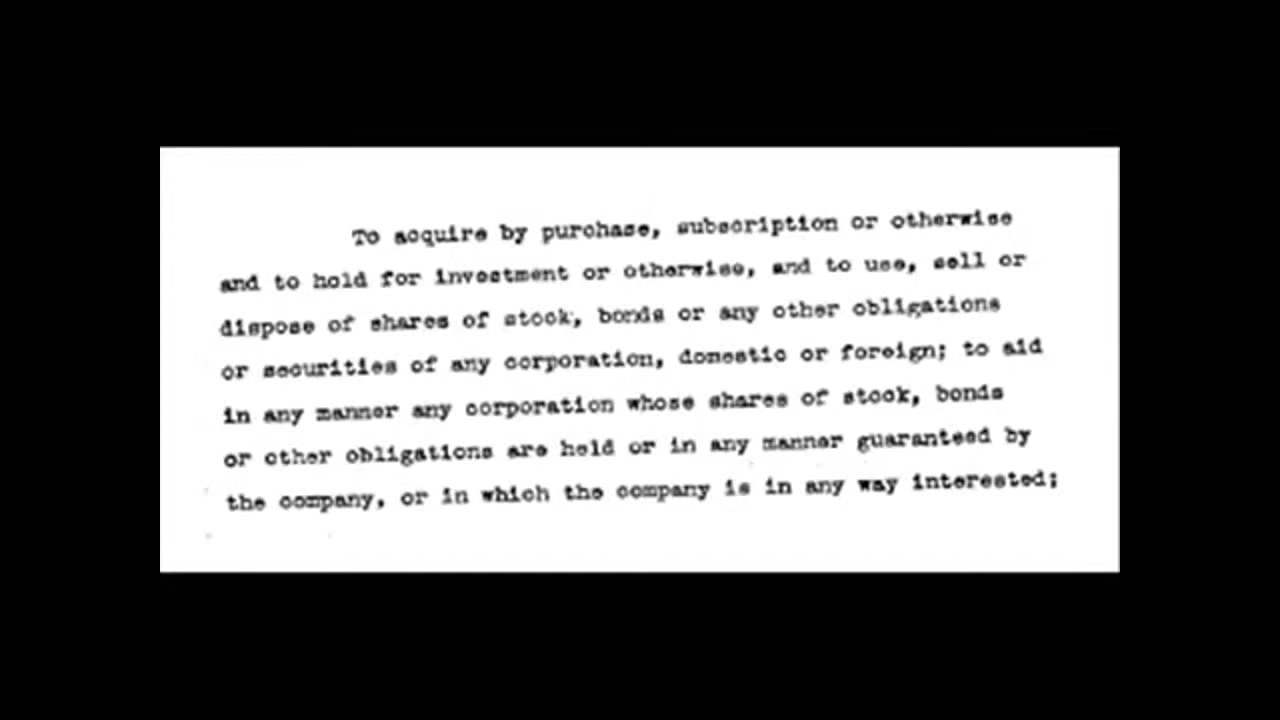 To acquire by purchase, subscription or otherwise
and to hold for investment or otherwise, and to use, sell or
dispose of shares of stock, bonds or any other obligations
or securities of any corporation, domestic or foreign; to aid
in any manner any corporation whose shares of stock, bonds
or other obligations are held or in any manner guaranteed by
the company, or in which the company is in any way interested;